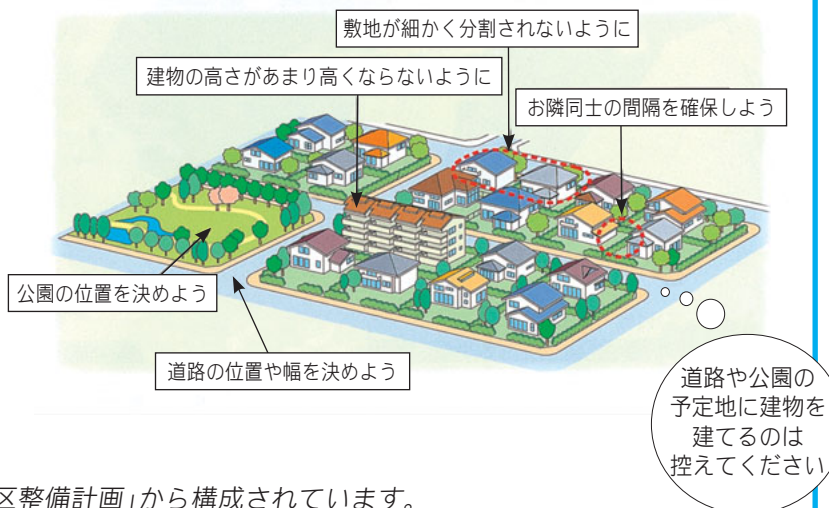 敷地が細かく分割されないように
建物の高さがあまり高くならないように
お隣同士の間隔を確保しよう
公園の位置を決めよう
道路の位置や幅を決めよう
道路や公園の
予定地に建物を
建てるのは
控えてください
区整備計画」から構成されています。